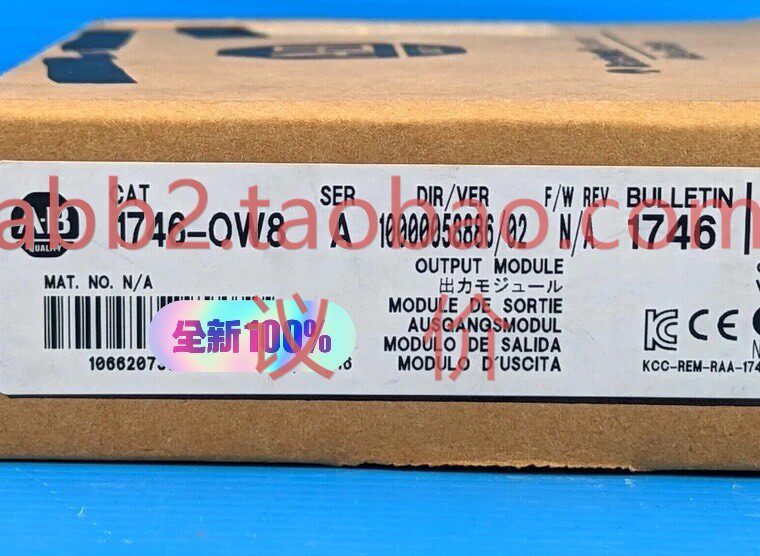 CAT SER DIR/VER F/W REV BULLETIN
1746-OW8 A 10000058886/02 N/A 1746
abb2.taobao.com
AB
QUALITY
MAT. NO. N/A
OUTPUT MODULE
出力モジュール
MODULE DE SORTIE
AUSGANGSMODUL
MODULO DE SALIDA
MODULO D'USCITA
全新100%
议价
KCC-REM-RAA-174